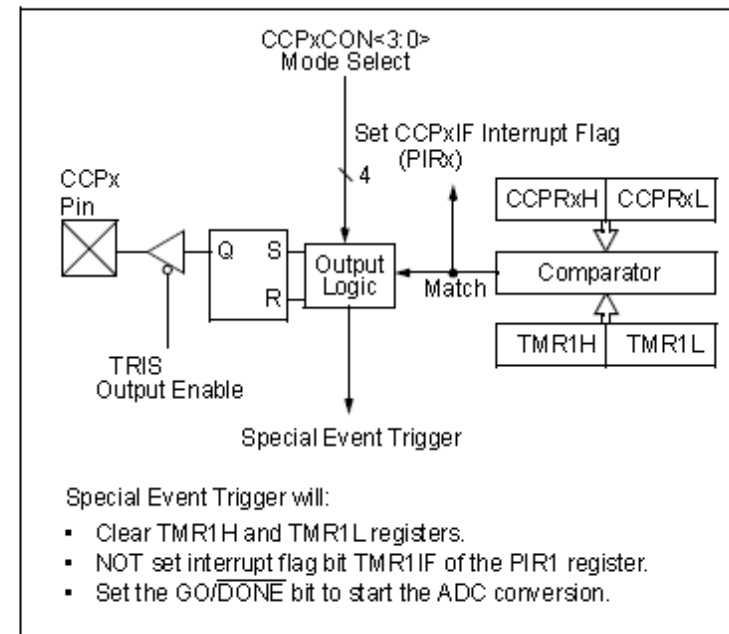 CCPxCON<3:0>
Mode Select
Set CCPxIF Interrupt Flag
(PIRx)
4
CCPx
Pin
CCPRxH CCPRxL
Q S
R
Output
Logic
Match
Comparator
TMR1H TMR1L
TRIS
Output Enable
Special Event Trigger
Special Event Trigger will:
▪ Clear TMR1H and TMR1L registers.
▪ NOT set interrupt flag bit TMR1IF of the PIR1 register.
▪ Set the GO/D̅O̅N̅E̅ bit to start the ADC conversion.